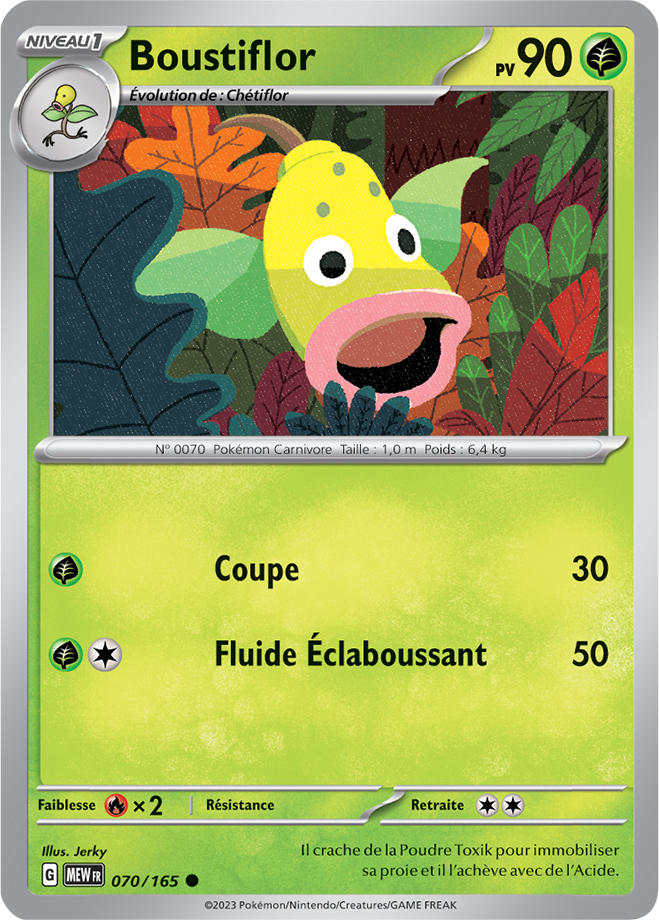 NIVEAU 1
Boustiflor
PV 90
Évolution de : Chétiflor
N° 0070 Pokémon Carnivore Taille : 1,0 m Poids : 6,4 kg
Coupe 30
Fluide Éclaboussant 50
Faiblesse ×2 Résistance Retraite
Illus. Jerky
Il crache de la Poudre Toxik pour immobiliser
sa proie et il l'achève avec de l'Acide.
G MEW FR 070/165
©2023 Pokémon/Nintendo/Creatures/GAME FREAK